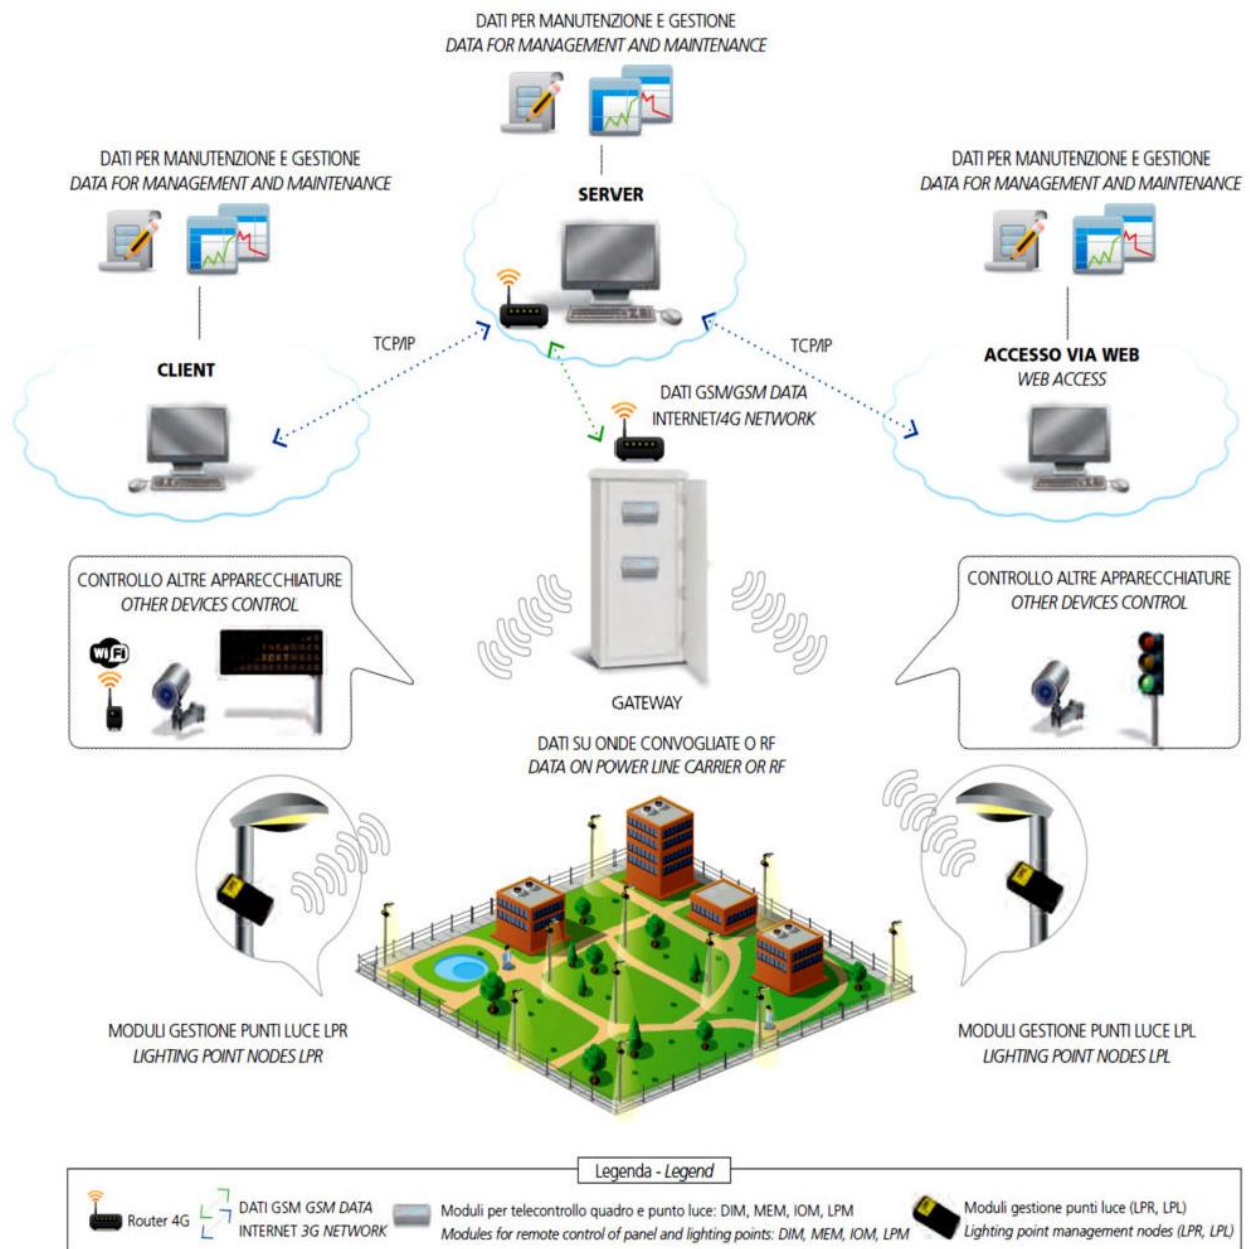 DATI PER MANUTENZIONE E GESTIONE
DATA FOR MANAGEMENT AND MAINTENANCE
DATI PER MANUTENZIONE E GESTIONE
DATA FOR MANAGEMENT AND MAINTENANCE
DATI PER MANUTENZIONE E GESTIONE
DATA FOR MANAGEMENT AND MAINTENANCE
SERVER
TCP/IP
TCP/IP
CLIENT
ACCESSO VIA WEB
WEB ACCESS
DATI GSM/GSM DATA
INTERNET/4G NETWORK
CONTROLLO ALTRE APPARECCHIATURE
OTHER DEVICES CONTROL
WiFi
CONTROLLO ALTRE APPARECCHIATURE
OTHER DEVICES CONTROL
GATEWAY
DATI SU ONDE CONVOGLIATE O RF
DATA ON POWER LINE CARRIER OR RF
MODULI GESTIONE PUNTI LUCE LPR
LIGHTING POINT NODES LPR
MODULI GESTIONE PUNTI LUCE LPL
LIGHTING POINT NODES LPL
Legenda - Legend
Router 4G
DATI GSM GSM DATA
INTERNET 3G NETWORK
Moduli per telecontrollo quadro e punto luce: DIM, MEM, IOM, LPM
Modules for remote control of panel and lighting points: DIM, MEM, IOM, LPM
Moduli gestione punti luce (LPR, LPL)
Lighting point management nodes (LPR, LPL)